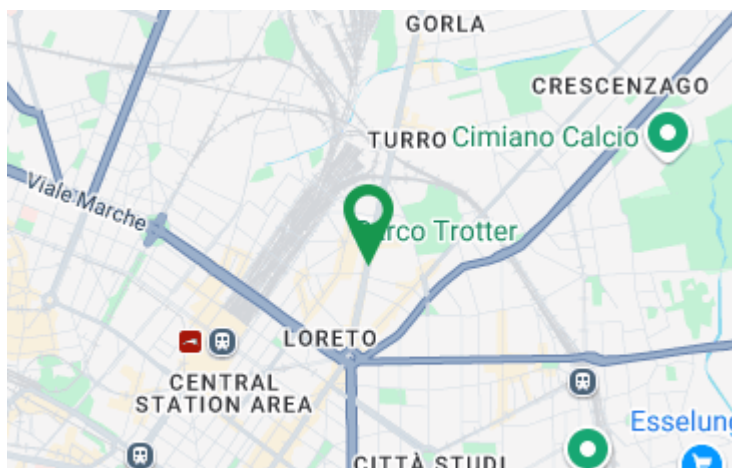 GORLA
CRESCENZAGO
TURRO
Cimiano Calcio
Viale Marche
rco Trotter
LORETO
CENTRAL
STATION AREA
Esselung
CITTÀ STUDI